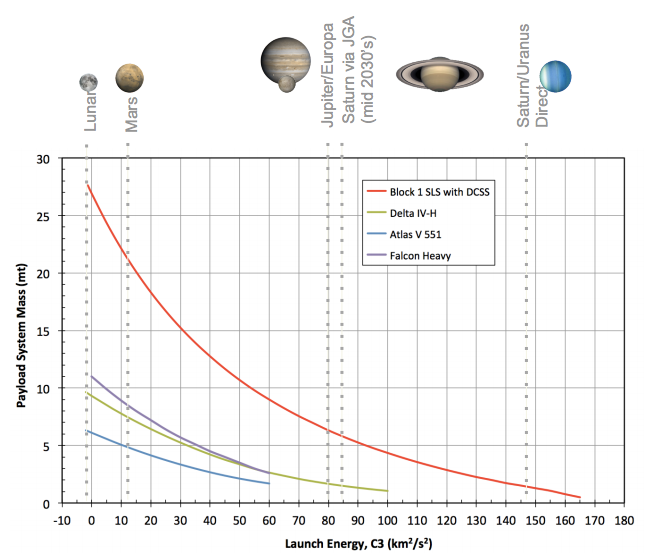 Lunar
Mars
Jupiter/Europa
Saturn via JGA
(mid 2030's)
Saturn/Uranus
Direct
30
25
20
15
10
5
0
Payload System Mass (mt)
Block 1 SLS with DCSS
Delta IV-H
Atlas V 551
Falcon Heavy
-10 0 10 20 30 40 50 60 70 80 90 100 110 120 130 140 150 160 170 180
Launch Energy, C3 (km²/s²)